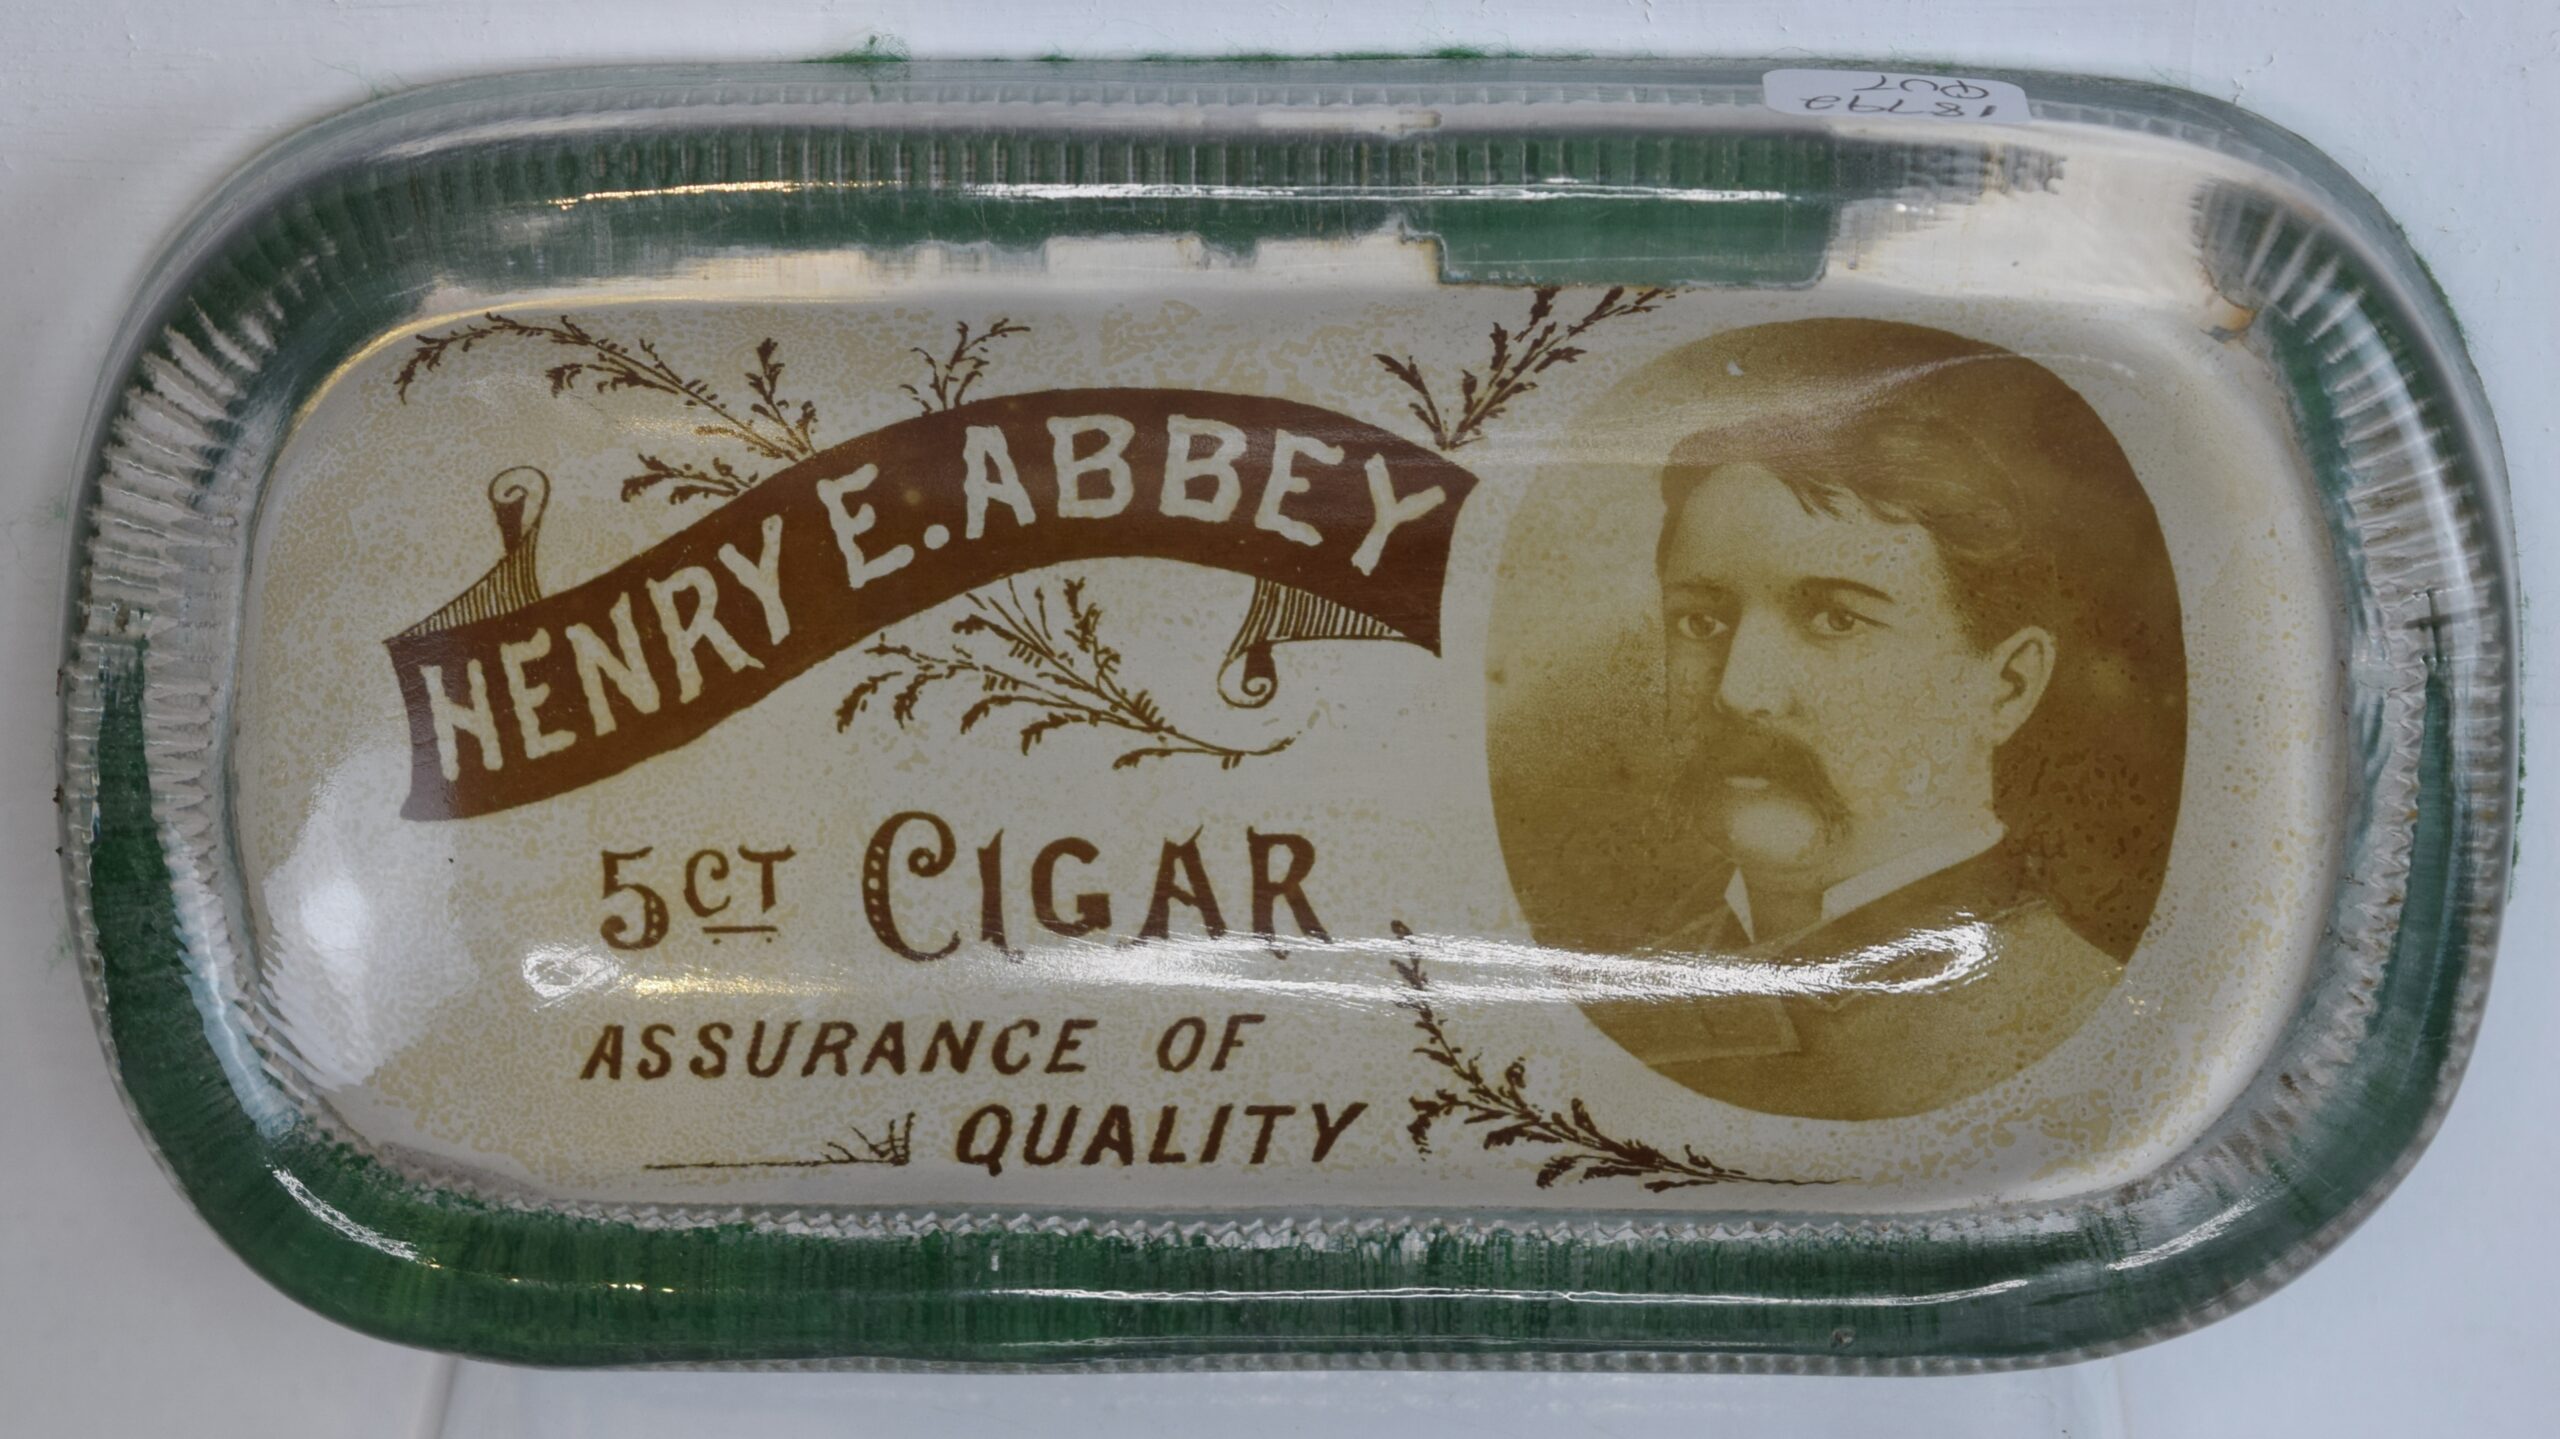 HENRY E. ABBEY
5CT CIGAR
ASSURANCE OF
QUALITY